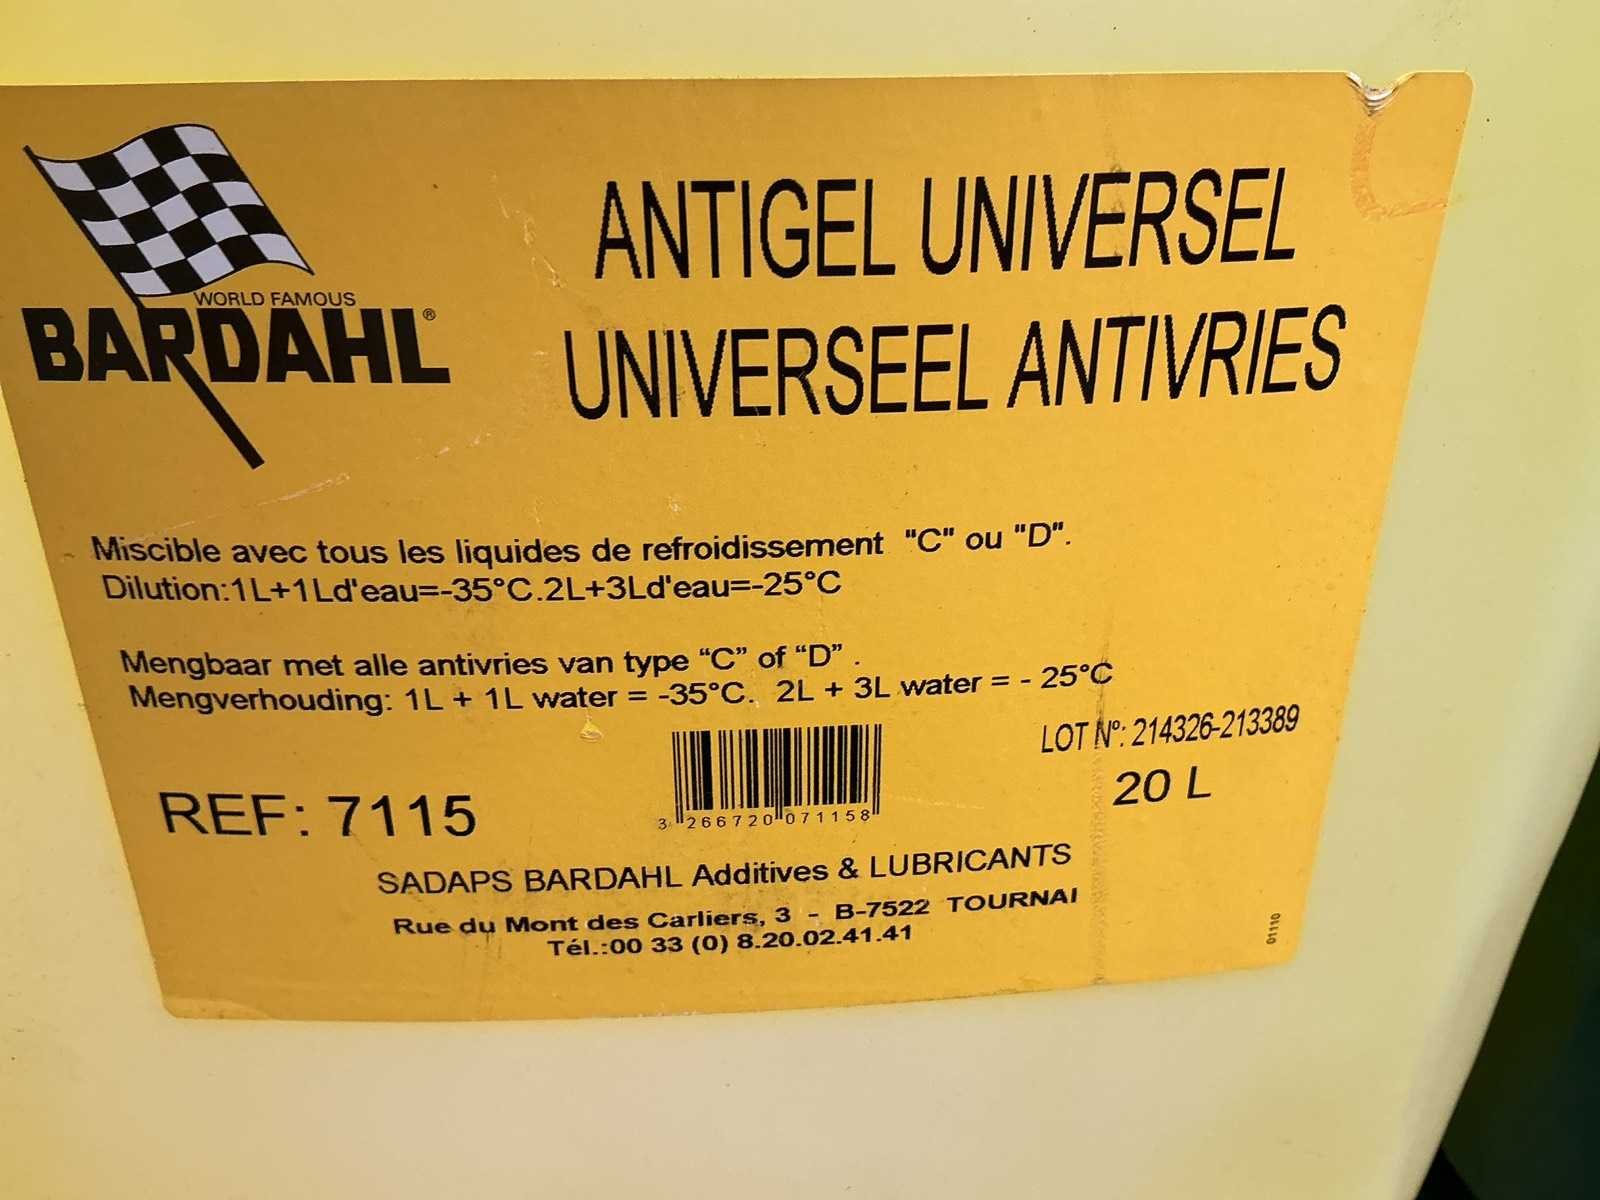 WORLD FAMOUS
BARDAHL®
ANTIGEL UNIVERSEL
UNIVERSEEL ANTIVRIES
Miscible avec tous les liquides de refroidissement "C" ou "D".
Dilution:1L+1Ld'eau=-35°C.2L+3Ld'eau=-25°C
Mengbaar met alle antivries van type “C” of “D” .
Mengverhouding: 1L + 1L water = -35°C. 2L + 3L water = - 25°C
LOT N°: 214326-213389
20 L
REF: 7115
3 266720 071158
SADAPS BARDAHL Additives & LUBRICANTS
Rue du Mont des Carliers, 3 - B-7522 TOURNAI
Tél.:00 33 (0) 8.20.02.41.41
01110